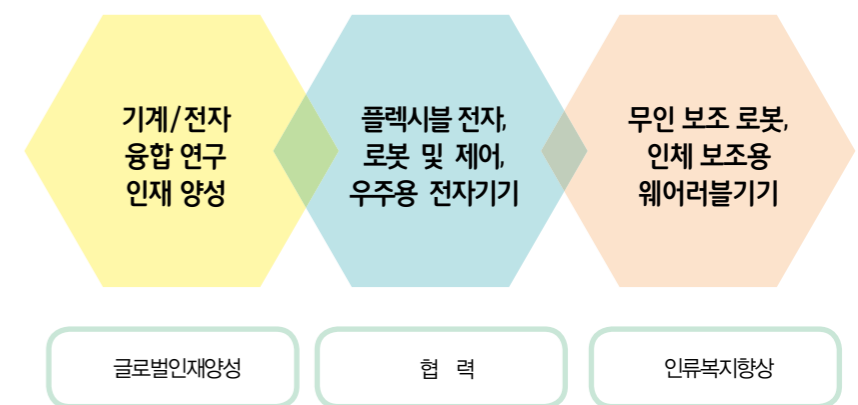 기계/전자
융합 연구
인재 양성
플렉시블 전자,
로봇 및 제어,
우주용 전자기기
무인 보조 로봇,
인체 보조용
웨어러블기기
글로벌인재양성
협 력
인류복지향상